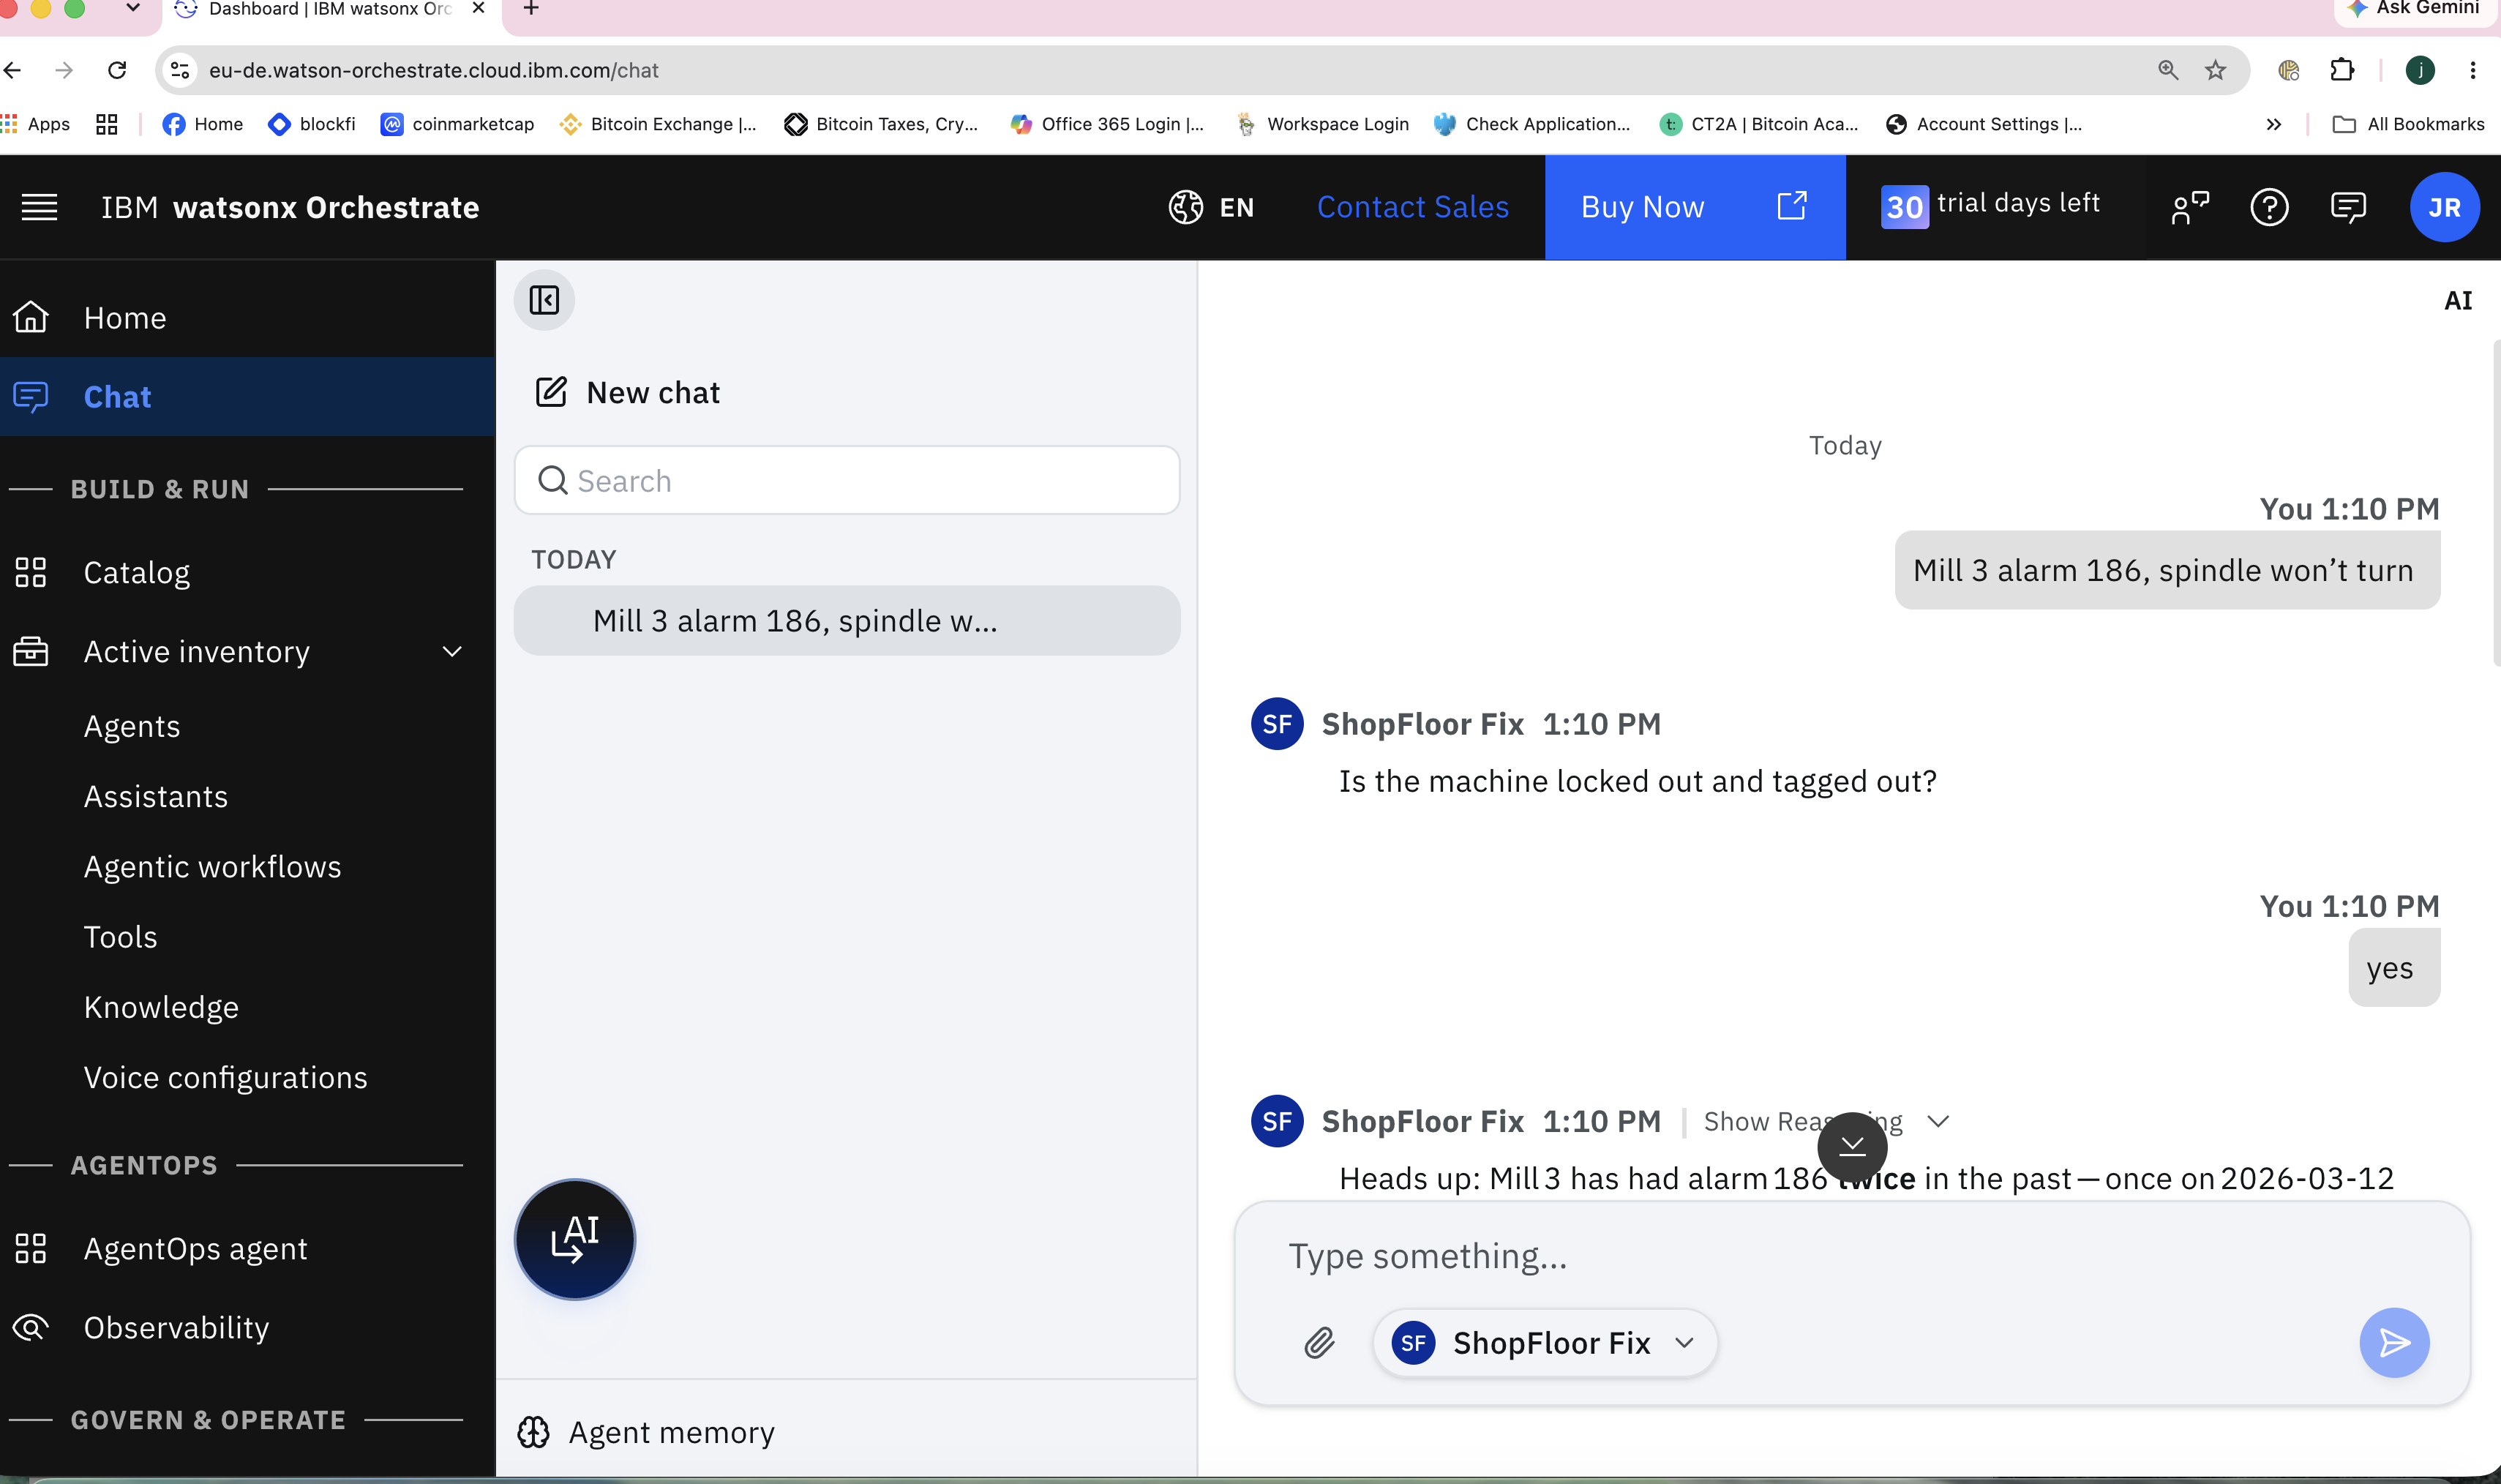 Dashboard | IBM watsonx Orc
Ask Gemini
eu-de.watson-orchestrate.cloud.ibm.com/chat
j
Apps
Home
blockfi
coinmarketcap
Bitcoin Exchange |...
Bitcoin Taxes, Cry...
Office 365 Login |...
Workspace Login
Check Application...
t: CT2A | Bitcoin Aca...
Account Settings |...
All Bookmarks
IBM watsonx Orchestrate
EN
Contact Sales
Buy Now
30 trial days left
JR
Home
Chat
BUILD & RUN
Catalog
Active inventory
Agents
Assistants
Agentic workflows
Tools
Knowledge
Voice configurations
AGENTOPS
AgentOps agent
Observability
GOVERN & OPERATE
New chat
Search
TODAY
Mill 3 alarm 186, spindle w...
AI
Agent memory
AI
Today
You 1:10 PM
Mill 3 alarm 186, spindle won’t turn
SF ShopFloor Fix 1:10 PM
Is the machine locked out and tagged out?
You 1:10 PM
yes
SF ShopFloor Fix 1:10 PM | Show Reasoning
Heads up: Mill 3 has had alarm 186 twice in the past — once on 2026-03-12
Type something...
SF ShopFloor Fix